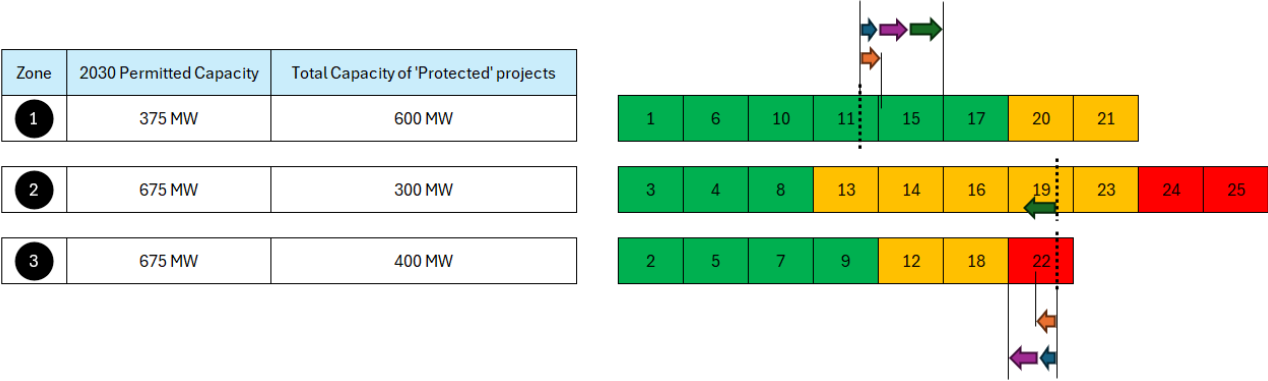 Zone 2030 Permitted Capacity Total Capacity of 'Protected' projects
1 375 MW 600 MW 1 6 10 11 15 17 20 21
2 675 MW 300 MW 3 4 8 13 14 16 19 23 24 25
3 675 MW 400 MW 2 5 7 9 12 18 22